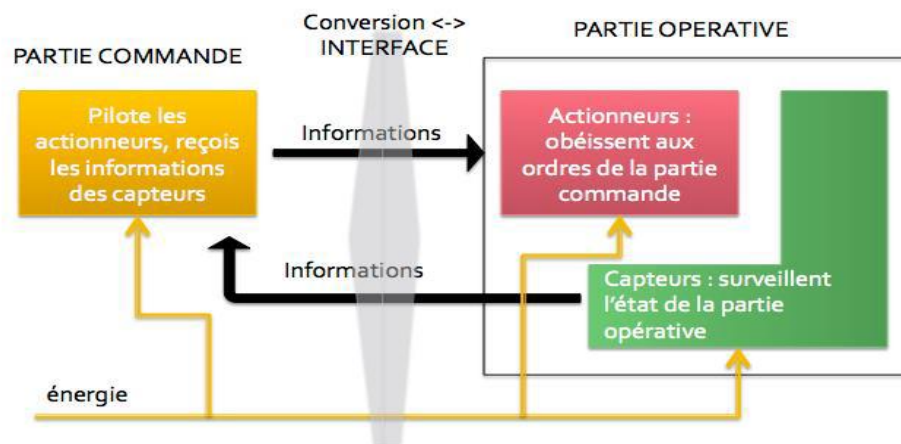 Conversion <->
INTERFACE
PARTIE OPERATIVE
PARTIE COMMANDE
Pilote les
actionneurs, reçois
les informations
des capteurs
Informations
Actionneurs :
obéissent aux
ordres de la partie
commande
Informations
Capteurs : surveillent
l'état de la partie
opérative
énergie